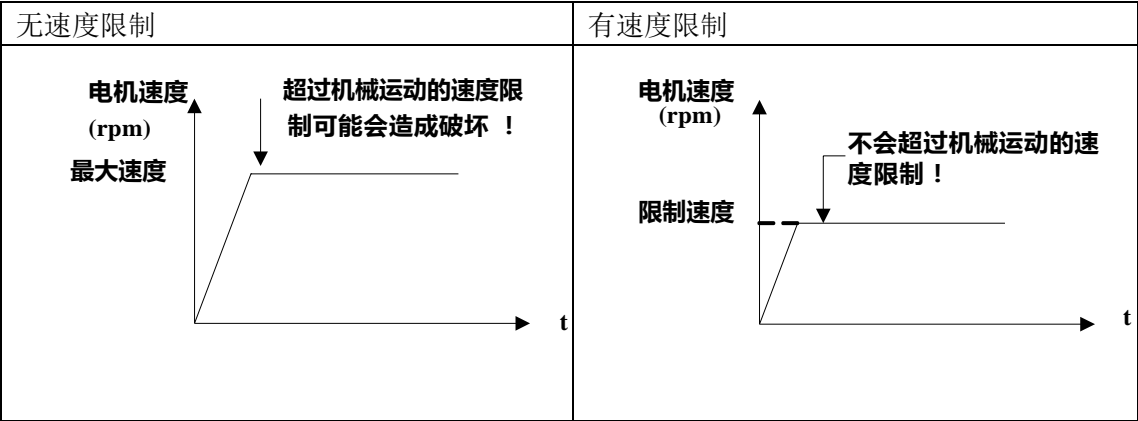 无速度限制
有速度限制
电机速度
(rpm)
最大速度
超过机械运动的速度限
制可能会造成破坏 ！
t
电机速度
(rpm)
限制速度
不会超过机械运动的速
度限制！
t